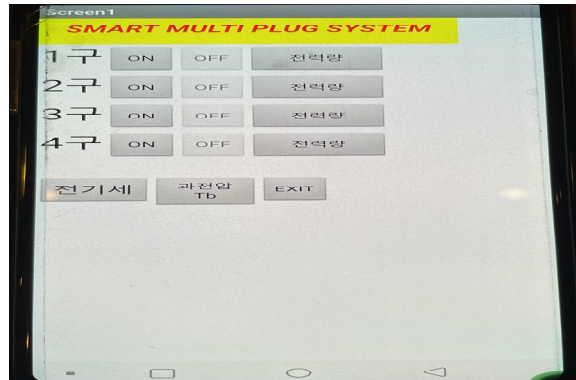 Screen1
SMART MULTI PLUG SYSTEM
1구 ON OFF 전력량
2구 ON OFF 전력량
3구 ON OFF 전력량
4구 ON OFF 전력량
전기세 과전압 EXIT
Tb